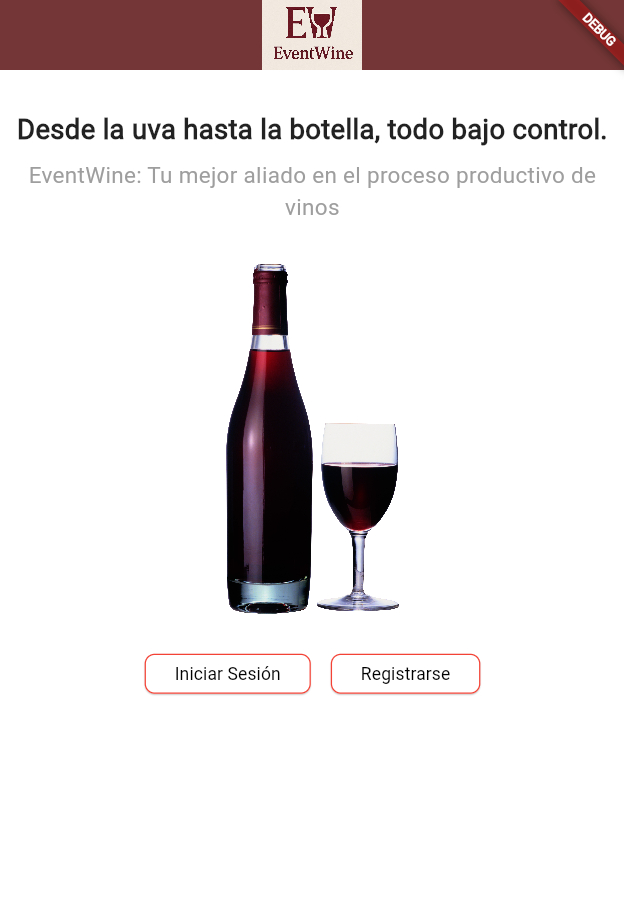 EW
EventWine
DEBUG
Desde la uva hasta la botella, todo bajo control.
EventWine: Tu mejor aliado en el proceso productivo de
vinos
Iniciar Sesión
Registrarse